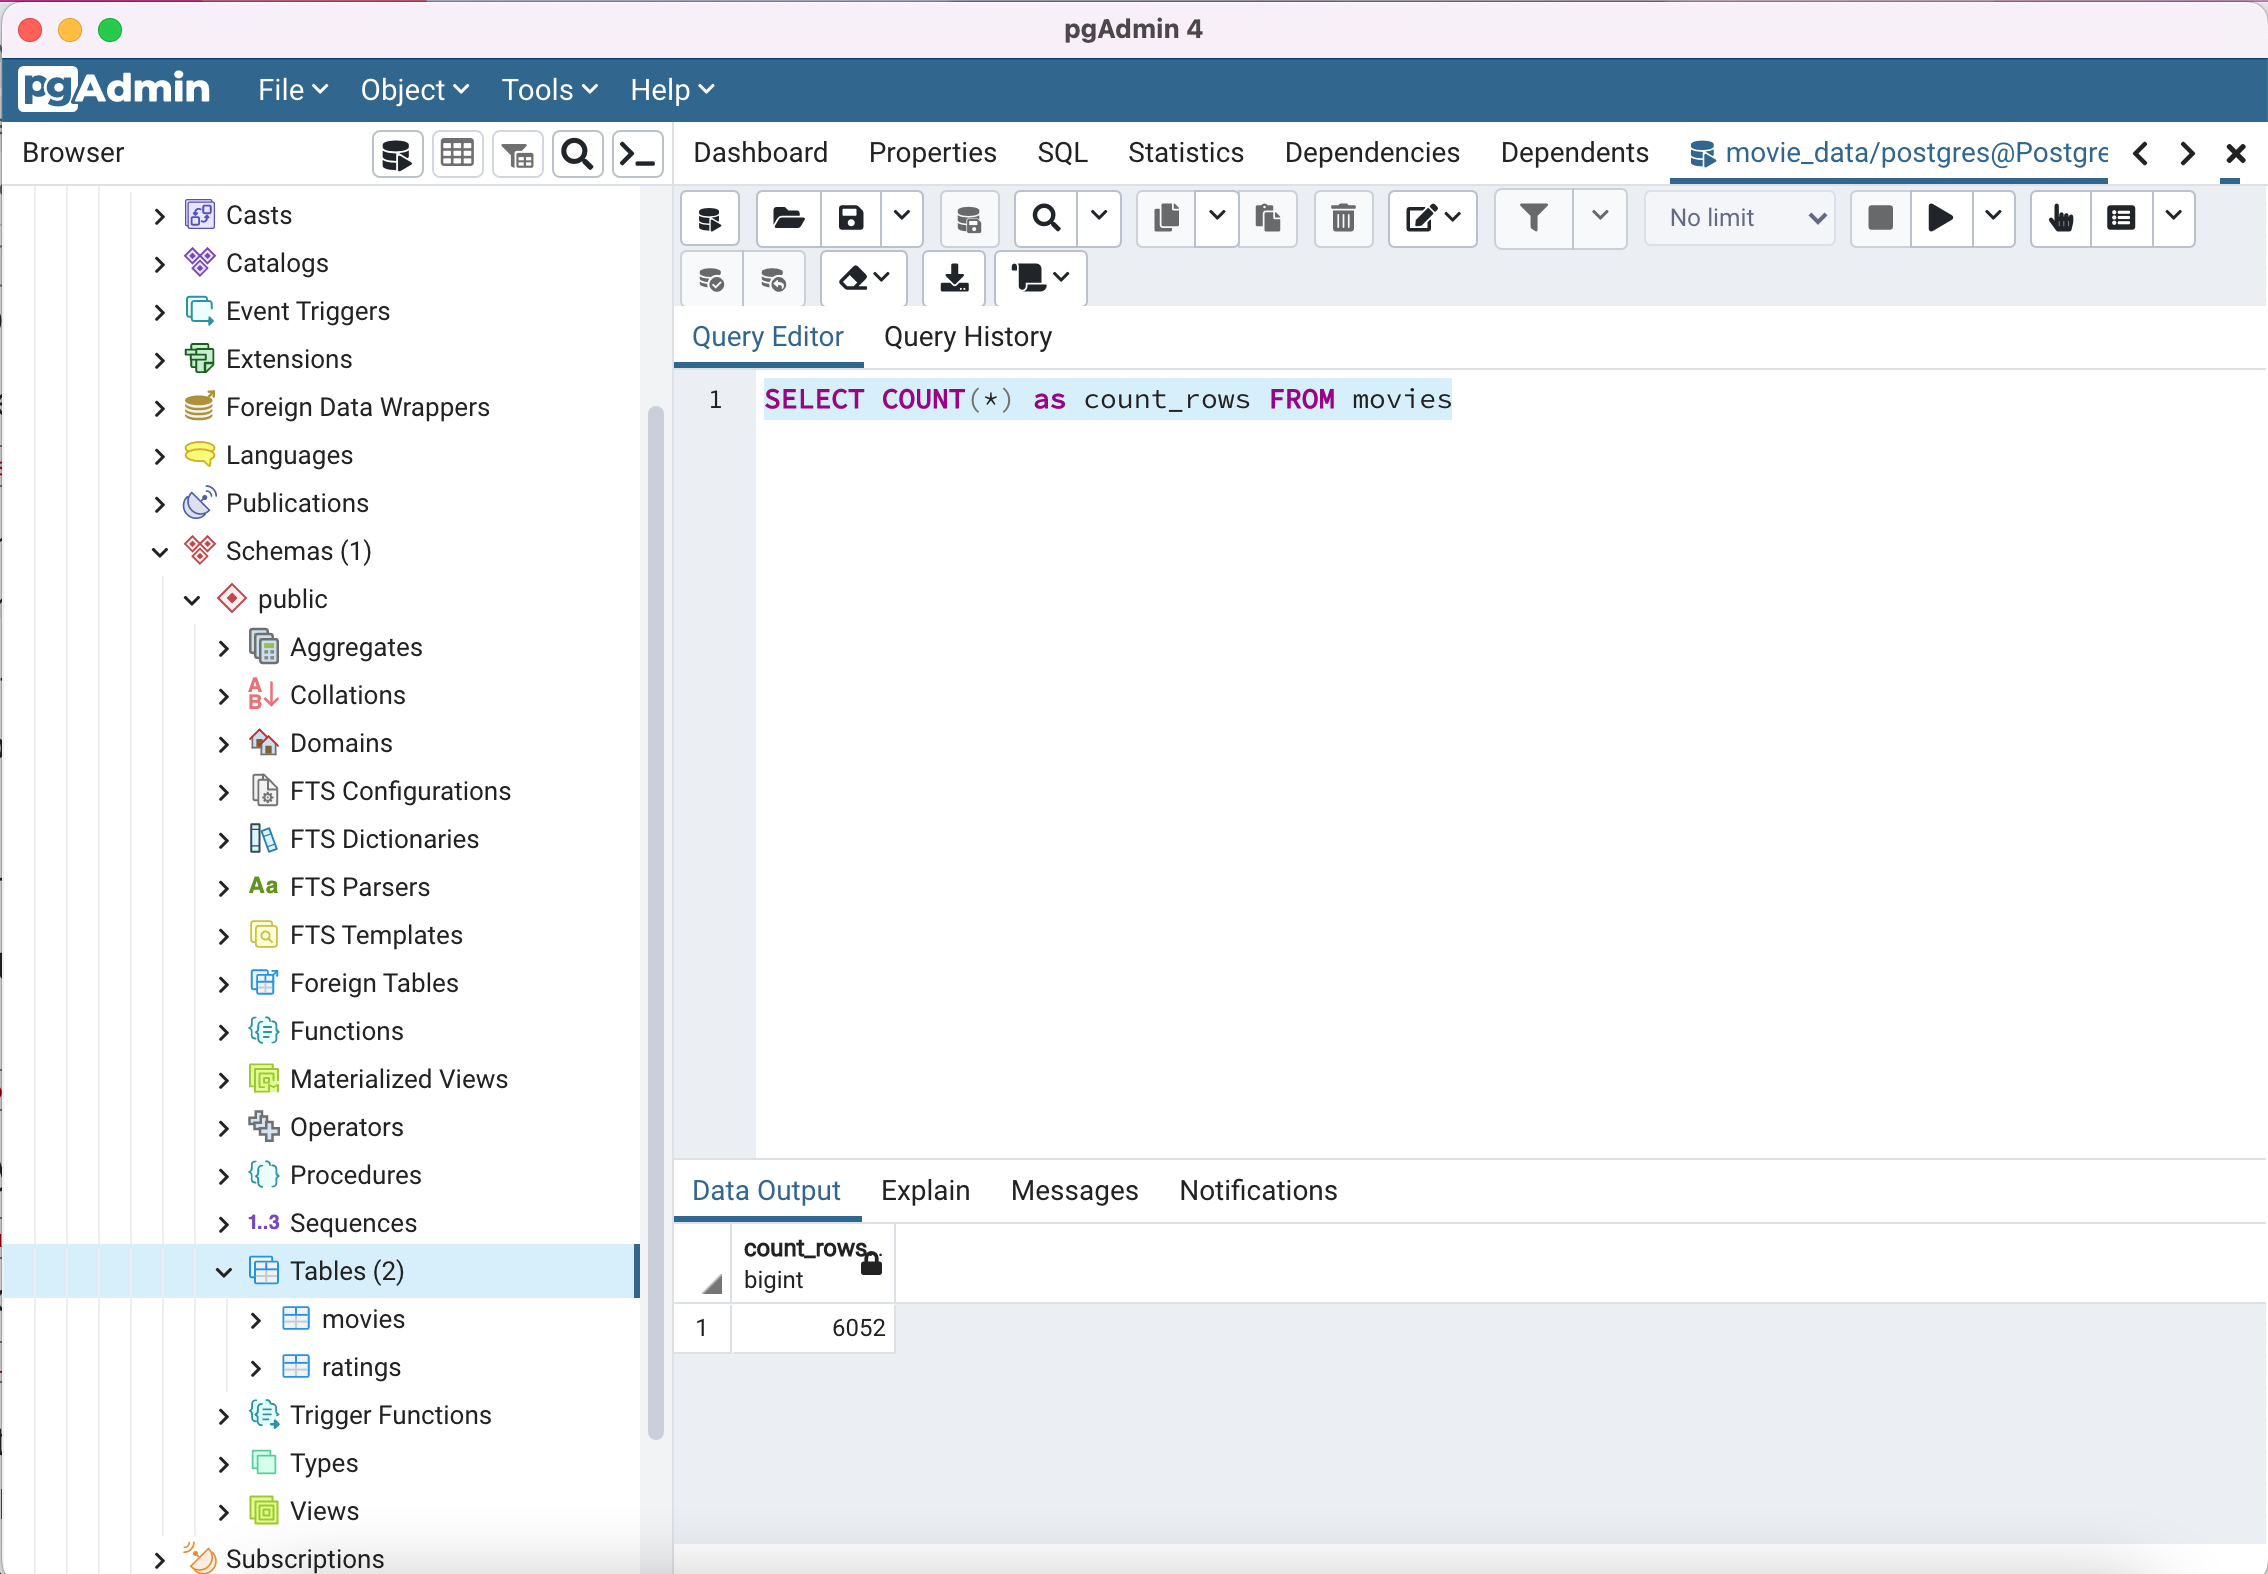 pgAdmin 4
pgAdmin File Object Tools Help
Browser
Dashboard Properties SQL Statistics Dependencies Dependents movie_data/postgres@Postgre
No limit
Query Editor Query History
1 SELECT COUNT(*) as count_rows FROM movies
Casts
Catalogs
Event Triggers
Extensions
Foreign Data Wrappers
Languages
Publications
Schemas (1)
public
Aggregates
Collations
Domains
FTS Configurations
FTS Dictionaries
Aa FTS Parsers
FTS Templates
Foreign Tables
Functions
Materialized Views
Operators
Procedures
1..3 Sequences
Tables (2)
movies
ratings
Trigger Functions
Types
Views
Subscriptions
Data Output Explain Messages Notifications
count_rows
bigint
1 6052